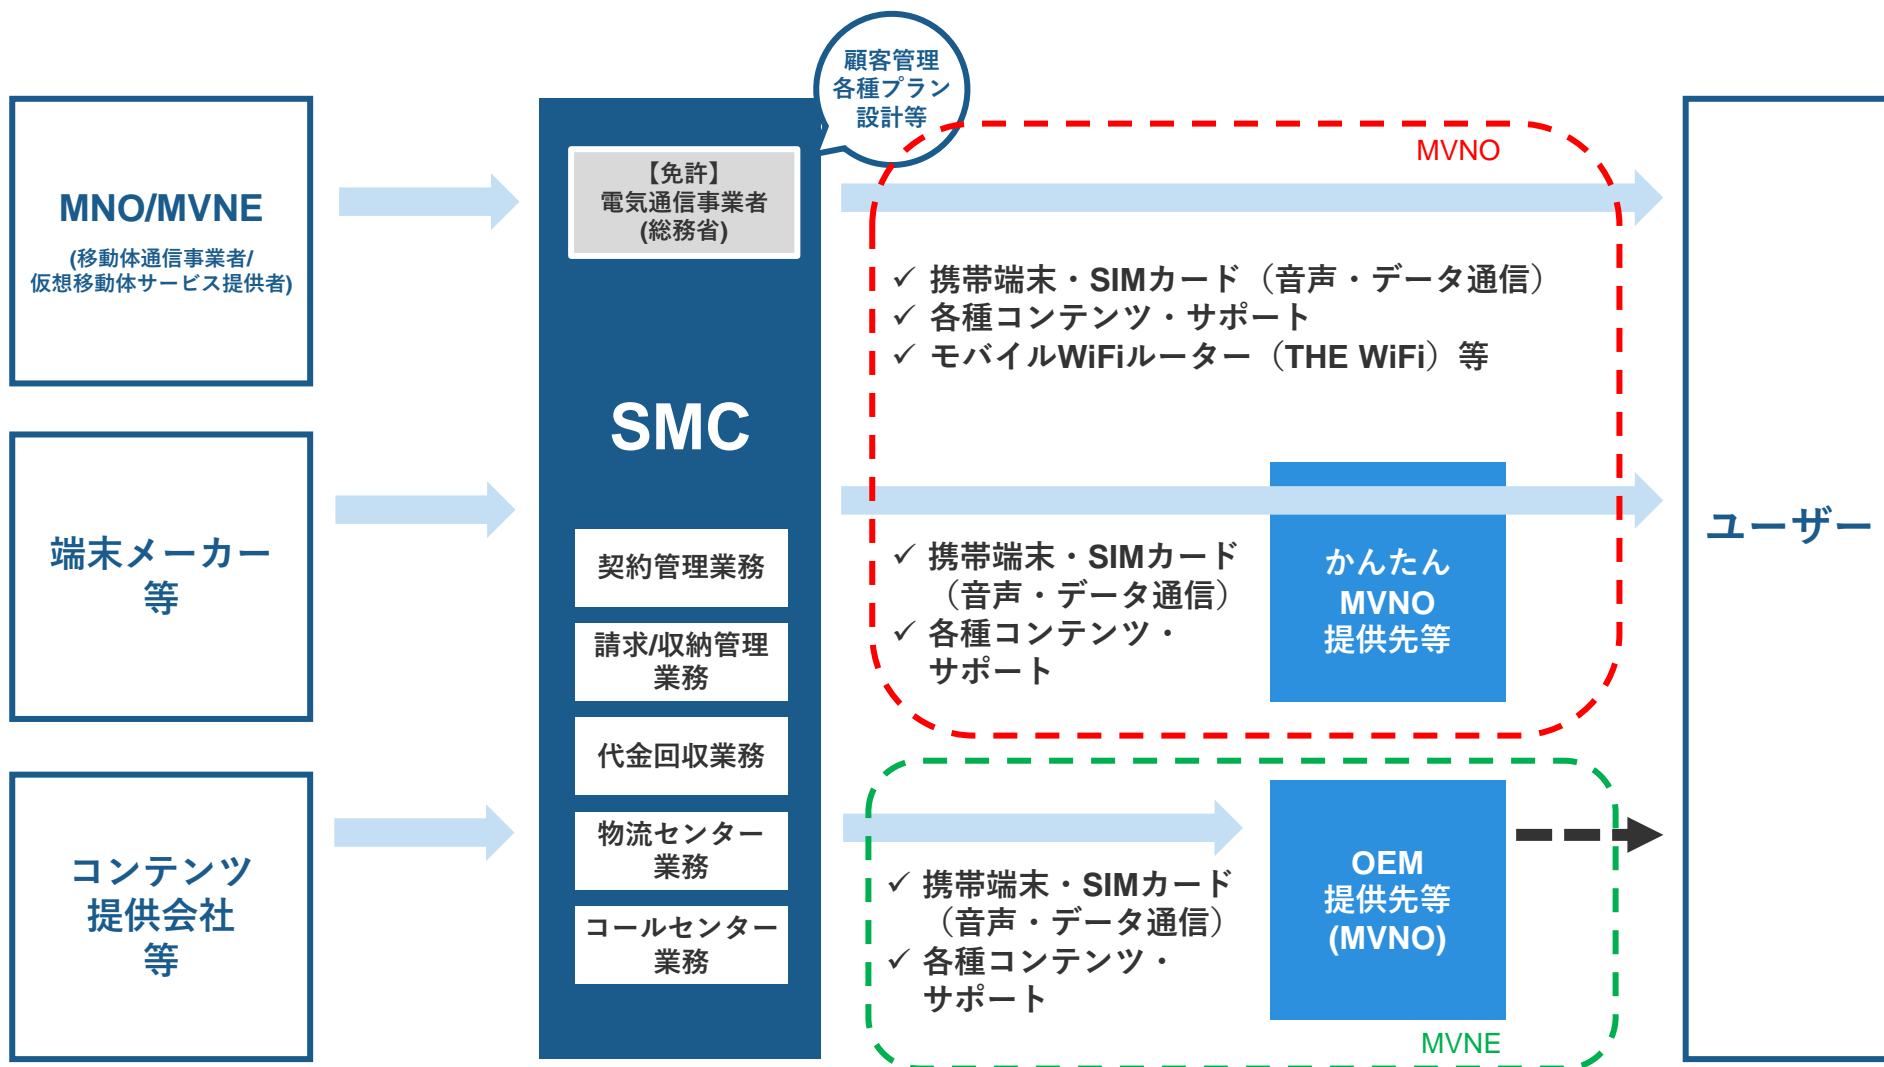 顧客管理
各種プラン
設計等
MNO/MVNE
(移動体通信事業者/
仮想移動体サービス提供者)
端末メーカー
等
コンテンツ
提供会社
等
【免許】
電気通信事業者
(総務省)
SMC
契約管理業務
請求/収納管理
業務
代金回収業務
物流センター
業務
コールセンター
業務
MVNO
✓ 携帯端末・SIMカード（音声・データ通信）
✓ 各種コンテンツ・サポート
✓ モバイルWiFiルーター（THE WiFi）等
✓ 携帯端末・SIMカード
（音声・データ通信）
✓ 各種コンテンツ・
サポート
かんたん
MVNO
提供先等
✓ 携帯端末・SIMカード
（音声・データ通信）
✓ 各種コンテンツ・
サポート
OEM
提供先等
(MVNO)
MVNE
ユーザー